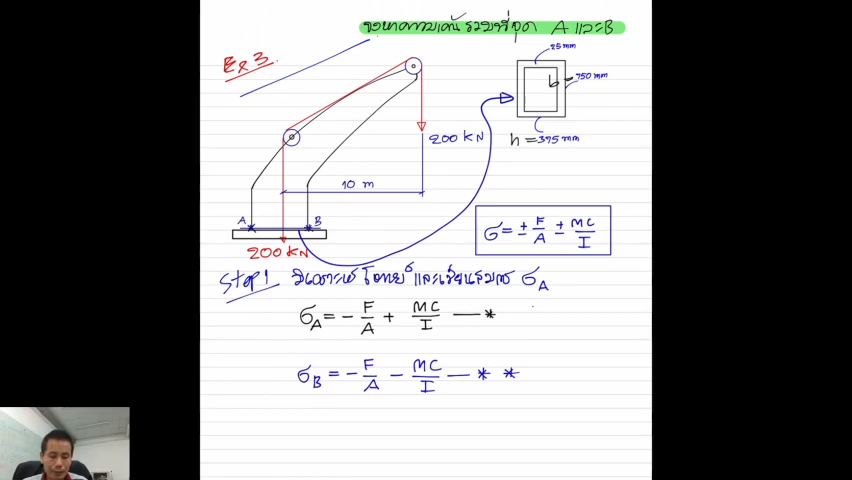 จงหาความเค้นรวมที่จุด A และ B
Ex 3
25 mm
b = 750 mm
200 KN
h = 395 mm
10 m
A B
σ = ± F/A ± MC/I
200 KN
Step 1 วิเคราะห์โจทย์และเขียนสมการ σA
σA = - F/A + MC/I — *
σB = - F/A - MC/I — * *